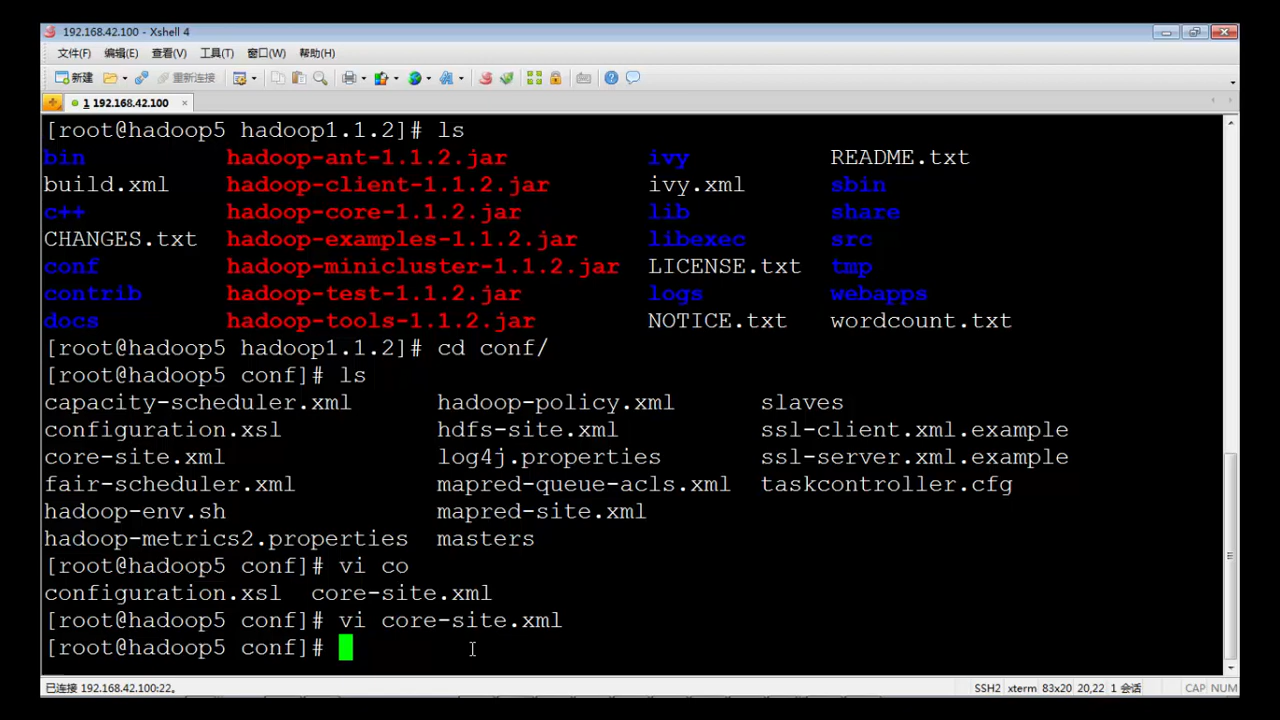 192.168.42.100 - Xshell 4
文件(F) 编辑(E) 查看(V) 工具(T) 窗口(W) 帮助(H)
新建 重新连接
1 192.168.42.100
[root@hadoop5 hadoop1.1.2]# ls
bin hadoop-ant-1.1.2.jar ivy README.txt
build.xml hadoop-client-1.1.2.jar ivy.xml sbin
c++ hadoop-core-1.1.2.jar lib share
CHANGES.txt hadoop-examples-1.1.2.jar libexec src
conf hadoop-minicluster-1.1.2.jar LICENSE.txt tmp
contrib hadoop-test-1.1.2.jar logs webapps
docs hadoop-tools-1.1.2.jar NOTICE.txt wordcount.txt
[root@hadoop5 hadoop1.1.2]# cd conf/
[root@hadoop5 conf]# ls
capacity-scheduler.xml hadoop-policy.xml slaves
configuration.xsl hdfs-site.xml ssl-client.xml.example
core-site.xml log4j.properties ssl-server.xml.example
fair-scheduler.xml mapred-queue-acls.xml taskcontroller.cfg
hadoop-env.sh mapred-site.xml
hadoop-metrics2.properties masters
[root@hadoop5 conf]# vi co
configuration.xsl core-site.xml
[root@hadoop5 conf]# vi core-site.xml
[root@hadoop5 conf]#
已连接 192.168.42.100:22。 SSH2 xterm 83x20 20,22 1 会话 CAP NUM